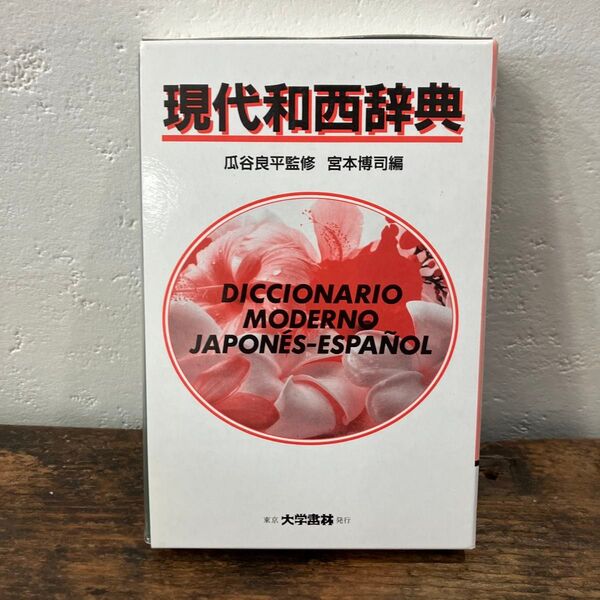 現代和西辞典
瓜谷良平監修 宮本博司編
DICCIONARIO
MODERNO
JAPONÉS-ESPAÑOL
東京 大学書林 発行